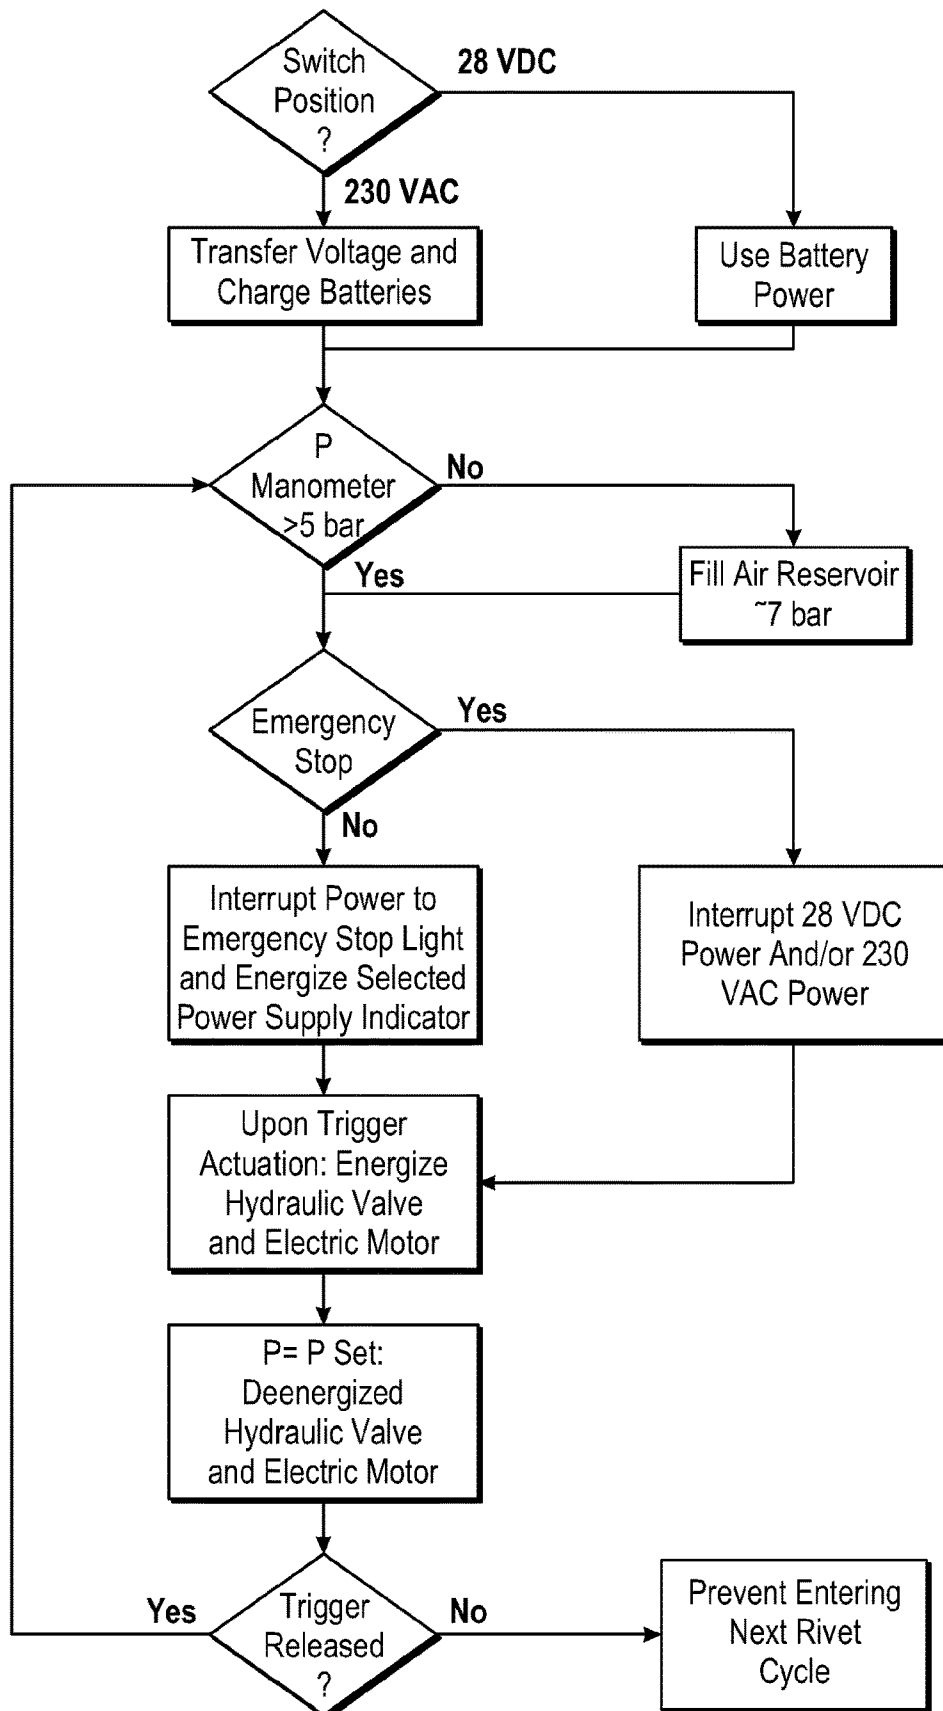 Switch
Position
?
28 VDC
230 VAC
Transfer Voltage and
Charge Batteries
Use Battery
Power
P
Manometer
>5 bar
No
Yes
Fill Air Reservoir
~7 bar
Emergency
Stop
Yes
No
Interrupt Power to
Emergency Stop Light
and Energize Selected
Power Supply Indicator
Interrupt 28 VDC
Power And/or 230
VAC Power
Upon Trigger
Actuation: Energize
Hydraulic Valve
and Electric Motor
P= P Set:
Deenergized
Hydraulic Valve
and Electric Motor
Yes
Trigger
Released
?
No
Prevent Entering
Next Rivet
Cycle